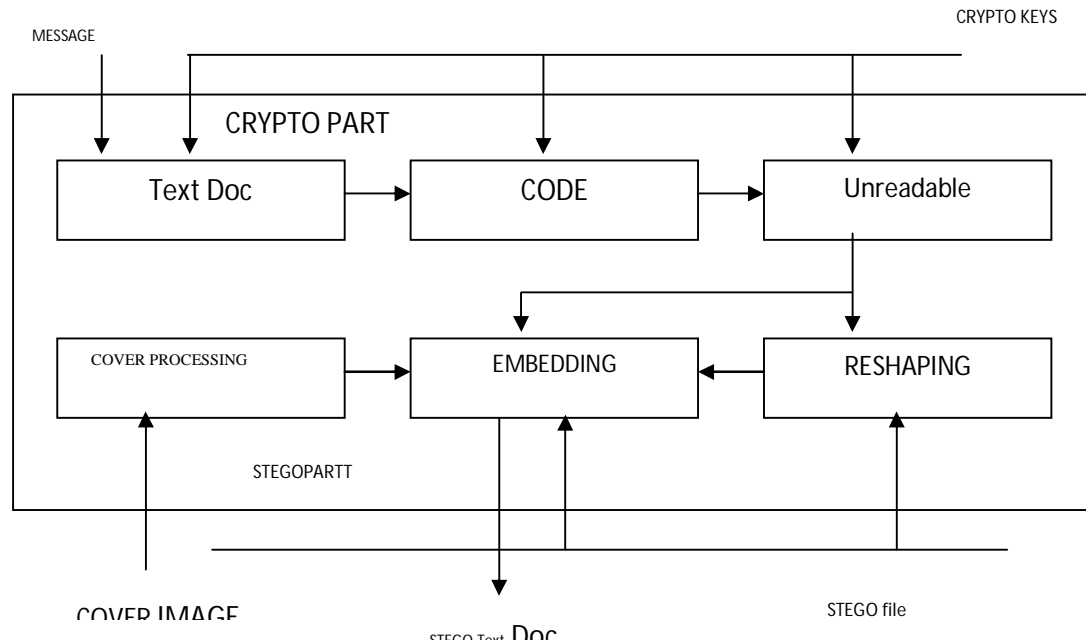 CRYPTO KEYS
MESSAGE
CRYPTO PART
Text Doc
CODE
Unreadable
COVER PROCESSING
EMBEDDING
RESHAPING
STEGOPARTT
COVER IMAGE
STEGO Text Doc
STEGO file